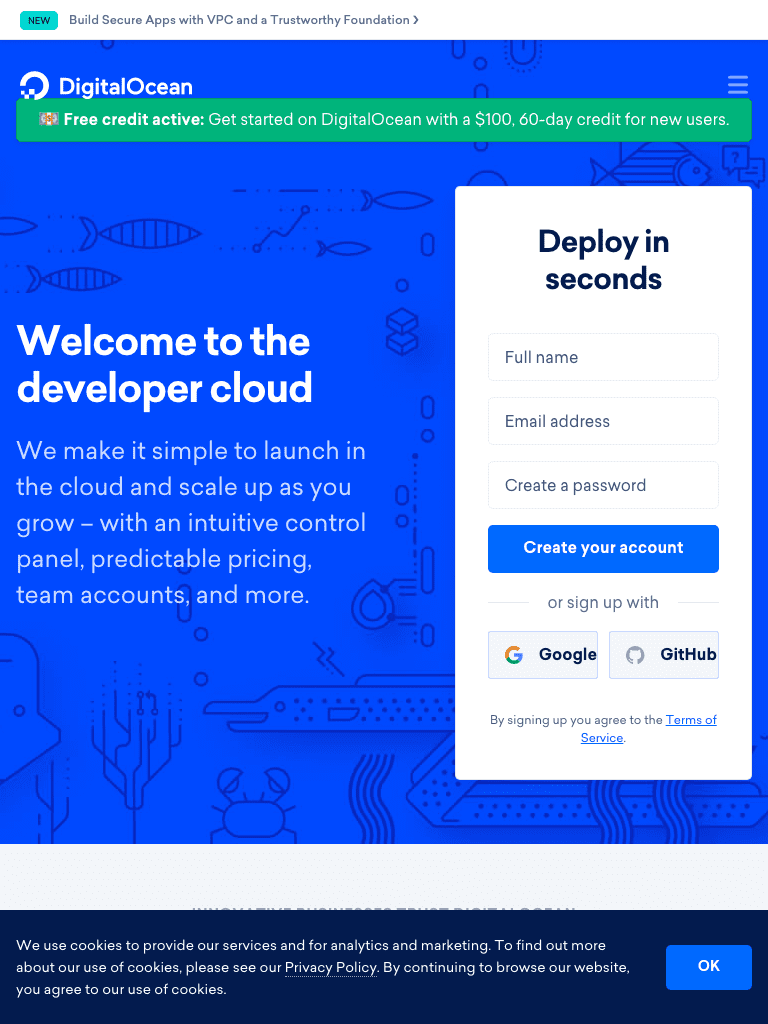 NEW Build Secure Apps with VPC and a Trustworthy Foundation ❯
DigitalOcean
Free credit active: Get started on DigitalOcean with a $100, 60-day credit for new users.
Welcome to the
developer cloud
We make it simple to launch in
the cloud and scale up as you
grow – with an intuitive control
panel, predictable pricing,
team accounts, and more.
Deploy in
seconds
Full name
Email address
Create a password
Create your account
or sign up with
Google GitHub
By signing up you agree to the Terms of
Service.
INNOVATIVE BUSINESSES TRUST DIGITALOCEAN
We use cookies to provide our services and for analytics and marketing. To find out more
about our use of cookies, please see our Privacy Policy. By continuing to browse our website,
you agree to our use of cookies.
OK